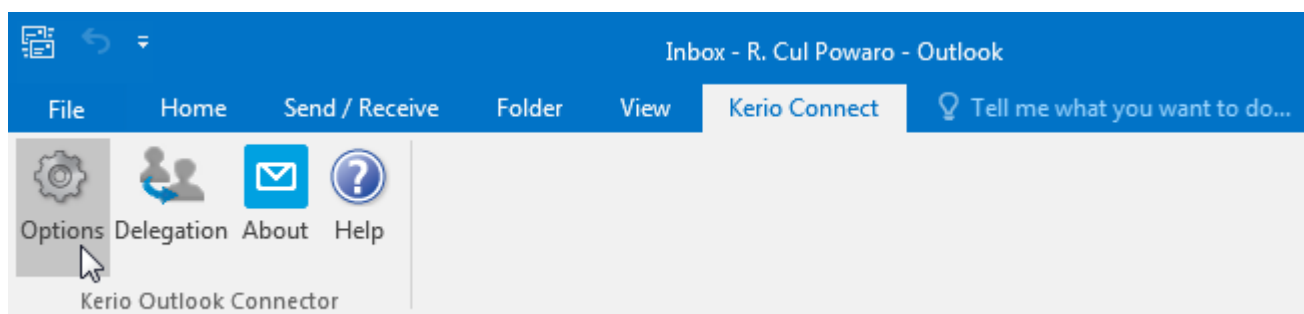 Inbox - R. Cul Powaro - Outlook
File Home Send / Receive Folder View Kerio Connect Tell me what you want to do...
Options Delegation About Help
Kerio Outlook Connector